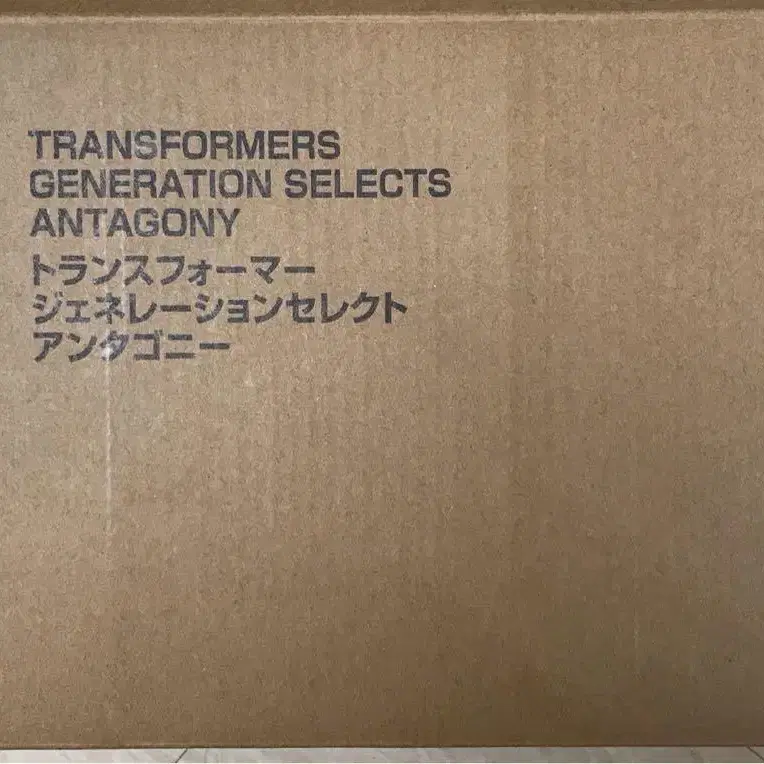 TRANSFORMERS
GENERATION SELECTS
ANTAGONY
トランスフォーマー
ジェネレーションセレクト
アンタゴニー